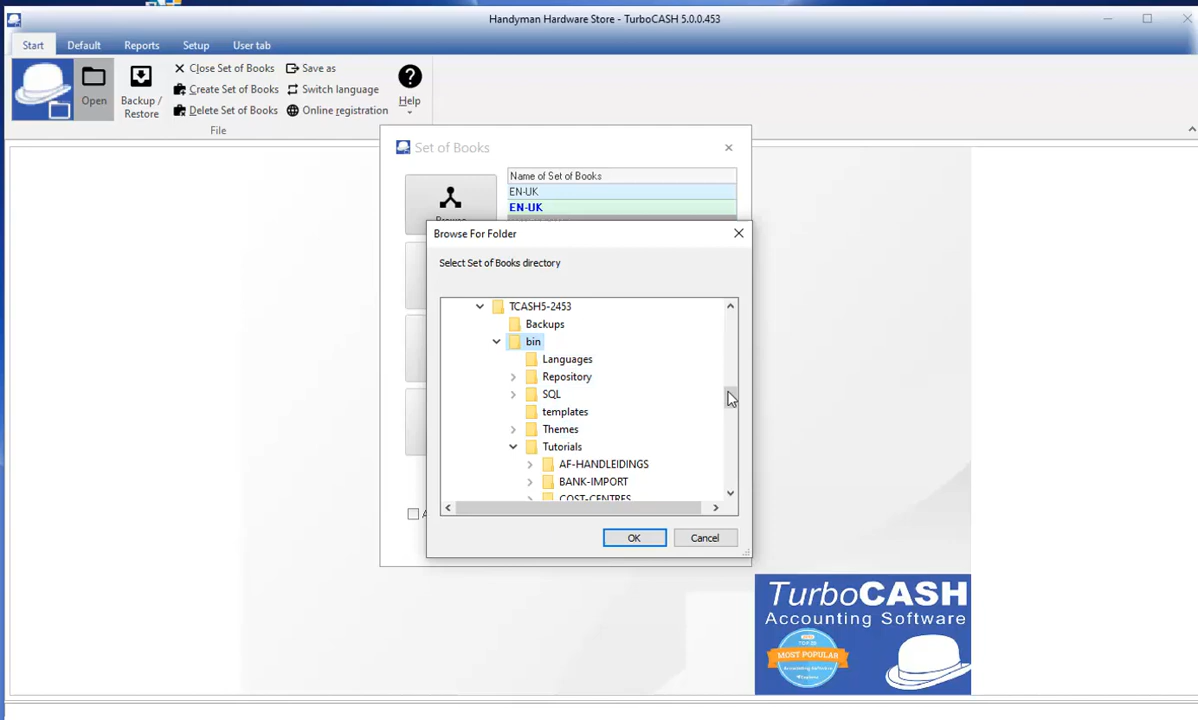 Handyman Hardware Store - TurboCASH 5.0.0.453
Start Default Reports Setup User tab
Open
Backup / Restore
Close Set of Books
Create Set of Books
Delete Set of Books
Save as
Switch language
Online registration
Help
File
Set of Books
Name of Set of Books
EN-UK
EN-UK
Browse For Folder
Select Set of Books directory
TCASH5-2453
Backups
bin
Languages
Repository
SQL
templates
Themes
Tutorials
AF-HANDLEIDINGS
BANK-IMPORT
COST-CENTRES
OK Cancel
TurboCASH
Accounting Software
MOST POPULAR